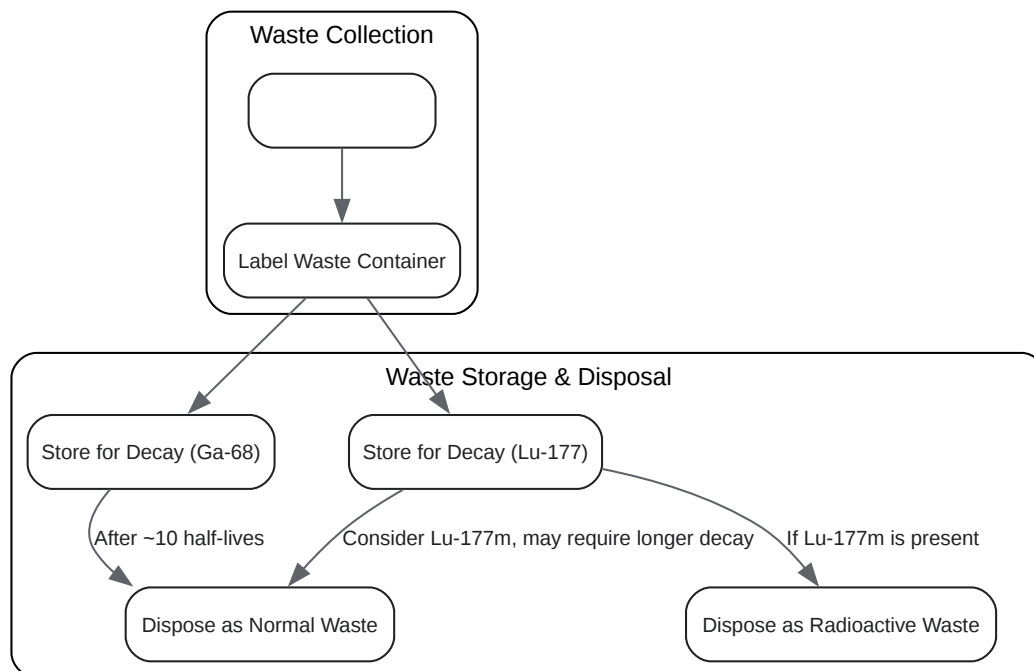 Waste Collection
Label Waste Container
Waste Storage & Disposal
Store for Decay (Ga-68)
Store for Decay (Lu-177)
After ~10 half-lives
Consider Lu-177m, may require longer decay
If Lu-177m is present
Dispose as Normal Waste
Dispose as Radioactive Waste